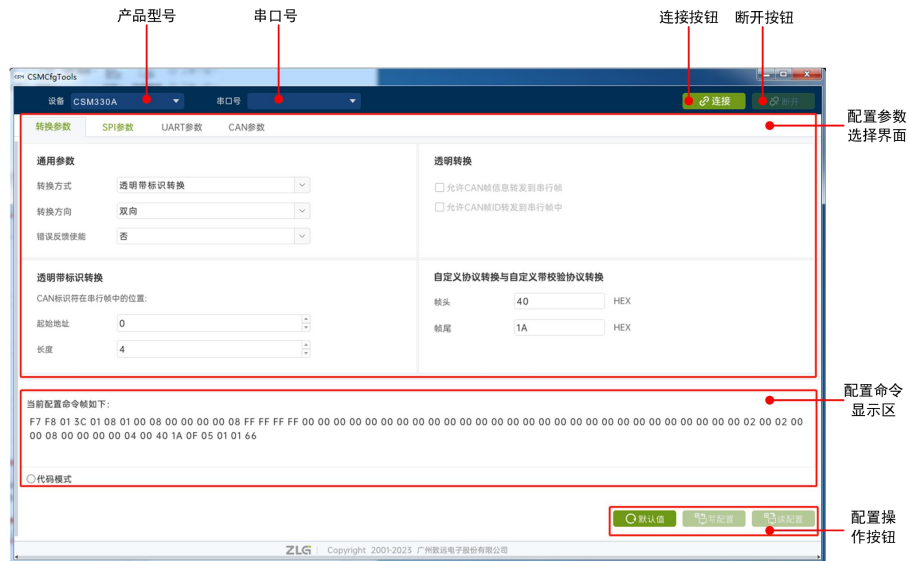 产品型号 串口号 连接按钮 断开按钮
CSM CSMCfgTools
设备 CSM330A 串口号 连接 断开
配置参数
选择界面
转换参数 SPI参数 UART参数 CAN参数
通用参数 透明转换
转换方式 透明带标识转换 允许CAN帧信息转发到串行帧
转换方向 双向 允许CAN帧ID转发到串行帧中
错误反馈使能 否
透明带标识转换 自定义协议转换与自定义带校验协议转换
CAN标识符在串行帧中的位置:
帧头 40 HEX
起始地址 0
帧尾 1A HEX
长度 4
配置命令
显示区
当前配置命令帧如下:
F7 F8 01 3C 01 08 01 00 08 00 00 00 00 08 FF FF FF FF 00 00 00 00 00 00 00 00 00 00 00 00 00 00 00 00 00 00 00 00 00 00 00 00 00 00 00 00 02 00 02 00
00 08 00 00 00 00 04 00 40 1A 0F 05 01 01 66
代码模式
默认值 写配置 读配置
配置操
作按钮
ZLG Copyright 2001-2023 广州致远电子股份有限公司